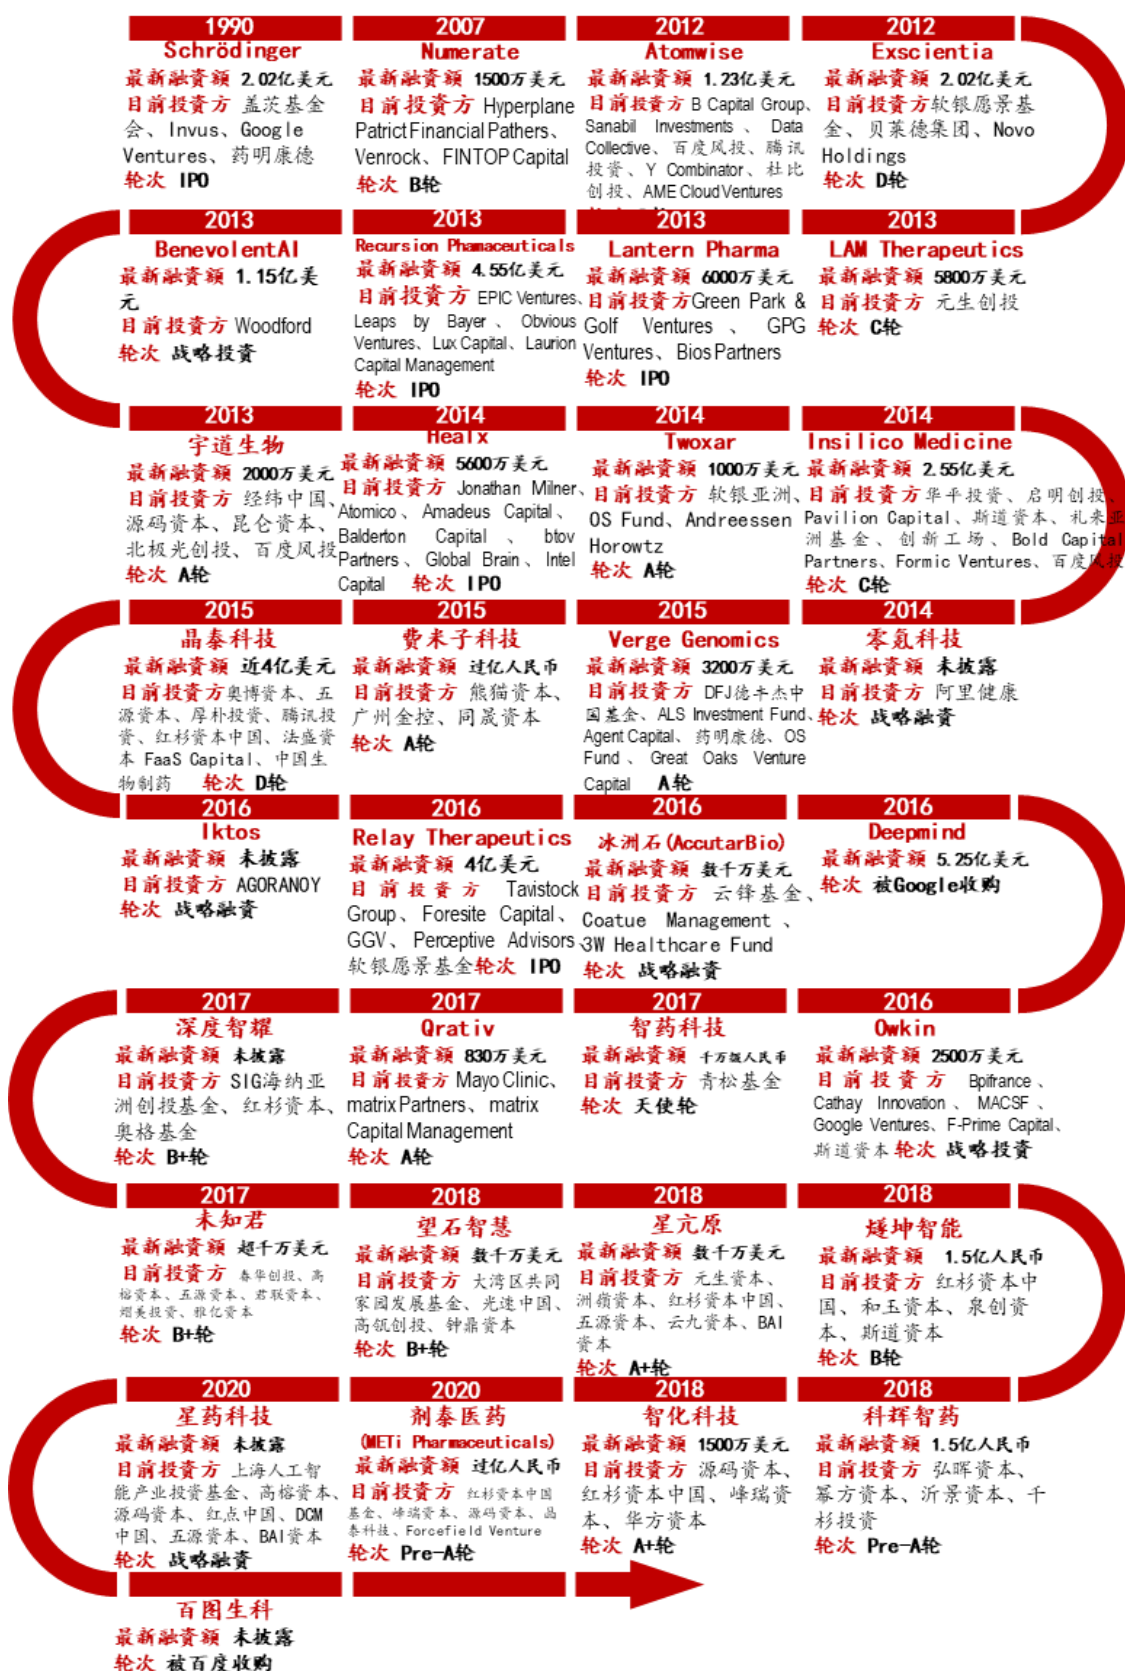 1990
Schrödinger
最新融资额 2.02亿美元
目前投资方 盖茨基金
会、Invus、Google
Ventures、药明康德
轮次 IPO
2007
Numerate
最新融资额 1500万美元
目前投资方 Hyperplane
Patrict Financial Pathers、
Venrock、FINTOP Capital
轮次 B轮
2012
Atomwise
最新融资额 1.23亿美元
目前投资方 B Capital Group、
Sanabil Investments、Data
Collective、百度风投、腾讯
投资、Y Combinator、杜比
创投、AME Cloud Ventures
2012
Exscientia
最新融资额 2.02亿美元
目前投资方软银愿景基
金、贝莱德集团、Novo
Holdings
轮次 D轮
2013
BenevolentAI
最新融资额 1.15亿美
元
目前投资方 Woodford
轮次 战略投资
2013
Recursion Phamaceuticals
最新融资额 4.55亿美元
目前投资方 EPIC Ventures、
Leaps by Bayer、Obvious
Ventures、Lux Capital、Laurion
Capital Management
轮次 IPO
2013
Lantern Pharma
最新融资额 6000万美元
目前投资方Green Park &
Golf Ventures、GPG
Ventures、Bios Partners
轮次 IPO
2013
LAM Therapeutics
最新融资额 5800万美元
目前投资方 元生创投
轮次 C轮
2013
宇道生物
最新融资额 2000万美元
目前投资方 经纬中国、
源码资本、昆仑资本、
北极光创投、百度风投
轮次 A轮
2014
Healx
最新融资额 5600万美元
目前投资方 Jonathan Milner、
Atomico、Amadeus Capital、
Balderton Capital、btov
Partners、Global Brain、Intel
Capital 轮次 IPO
2014
Twoxar
最新融资额 1000万美元
目前投资方 软银亚洲、
OS Fund、Andreessen
Horowtz
轮次 A轮
2014
Insilico Medicine
最新融资额 2.55亿美元
目前投资方华平投资、启明创投、
Pavilion Capital、斯道资本、礼来亚
洲基金、创新工场、Bold Capital
Partners、Formic Ventures、百度风投
轮次 C轮
2015
晶泰科技
最新融资额 近4亿美元
目前投资方奥博资本、五
源资本、厚朴投资、腾讯投
资、红杉资本中国、法盛资
本 FaaS Capital、中国生
物制药 轮次 D轮
2015
费米子科技
最新融资额 过亿人民币
目前投资方 熊猫资本、
广州金控、同晟资本
轮次 A轮
2015
Verge Genomics
最新融资额 3200万美元
目前投资方 DFJ德丰杰中
国基金、ALS Investment Fund、
Agent Capital、药明康德、OS
Fund、Great Oaks Venture
Capital A轮
2014
零氪科技
最新融资额 未披露
目前投资方 阿里健康
轮次 战略融资
2016
Iktos
最新融资额 未披露
目前投资方 AGORANOY
轮次 战略融资
2016
Relay Therapeutics
最新融资额 4亿美元
目前投资方 Tavistock
Group、Foresite Capital、
GGV、Perceptive Advisors、
软银愿景基金轮次 IPO
2016
冰洲石(AccutarBio)
最新融资额 数千万美元
目前投资方 云锋基金、
Coatue Management、
3W Healthcare Fund
轮次 战略融资
2016
Deepmind
最新融资额 5.25亿美元
轮次 被Google收购
2017
深度智耀
最新融资额 未披露
目前投资方 SIG海纳亚
洲创投基金、红杉资本、
奥格基金
轮次 B+轮
2017
Qrativ
最新融资额 830万美元
目前投资方 Mayo Clinic、
matrix Partners、matrix
Capital Management
轮次 A轮
2017
智药科技
最新融资额 千万级人民币
目前投资方 青松基金
轮次 天使轮
2016
Owkin
最新融资额 2500万美元
目前投资方 Bpifrance、
Cathay Innovation、MACSF、
Google Ventures、F-Prime Capital、
斯道资本 轮次 战略投资
2017
未知君
最新融资额 超千万美元
目前投资方 春华创投、高
榕资本、五源资本、君联资本、
熠美投资、雅亿资本
轮次 B+轮
2018
望石智慧
最新融资额 数千万美元
目前投资方 大湾区共同
家园发展基金、光速中国、
高瓴创投、钟鼎资本
轮次 B+轮
2018
星亢原
最新融资额 数千万美元
目前投资方 元生资本、
洲嶺資本、红杉资本中国、
五源资本、云九资本、BAI
资本
轮次 A+轮
2018
燧坤智能
最新融资额 1.5亿人民币
目前投资方 红杉资本中
国、和玉资本、泉创资
本、斯道资本
轮次 B轮
2020
星药科技
最新融资额 未披露
目前投资方 上海人工智
能产业投资基金、高榕资本、
源码资本、红点中国、DCM
中国、五源资本、BAI资本
轮次 战略融资
2020
剂泰医药
(METi Pharmaceuticals)
最新融资额 过亿人民币
目前投资方 红杉资本中国
基金、峰瑞资本、源码资本、晶
泰科技、Forcefield Venture
轮次 Pre-A轮
2018
智化科技
最新融资额 1500万美元
目前投资方 源码资本、
红杉资本中国、峰瑞资
本、华方资本
轮次 A+轮
2018
科辉智药
最新融资额 1.5亿人民币
目前投资方 弘晖资本、
幂方资本、沂景资本、千
杉投资
轮次 Pre-A轮
百图生科
最新融资额 未披露
轮次 被百度收购